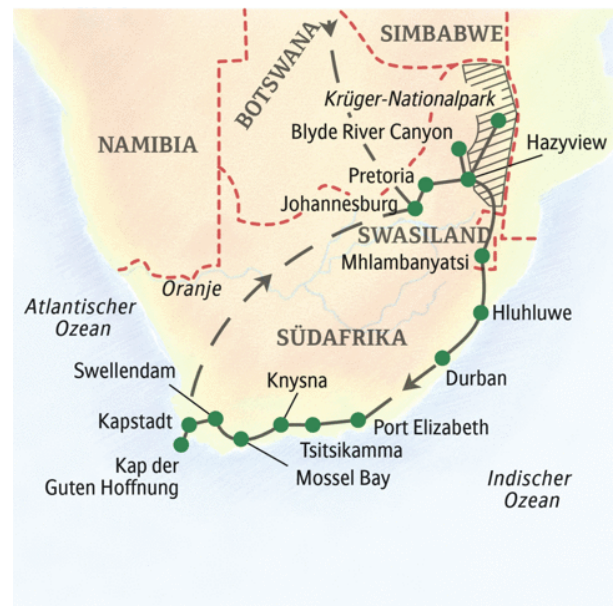 SIMBABWE
BOTSWANA
Krüger-Nationalpark
Blyde River Canyon
NAMIBIA
Hazyview
Pretoria
Johannesburg
SWASILAND
Mhlambanyatsi
Oranje
Atlantischer
Ozean
Hluhluwe
SÜDAFRIKA
Swellendam
Knysna
Durban
Kapstadt
Port Elizabeth
Tsitsikamma
Kap der
Guten Hoffnung
Mossel Bay
Indischer
Ozean